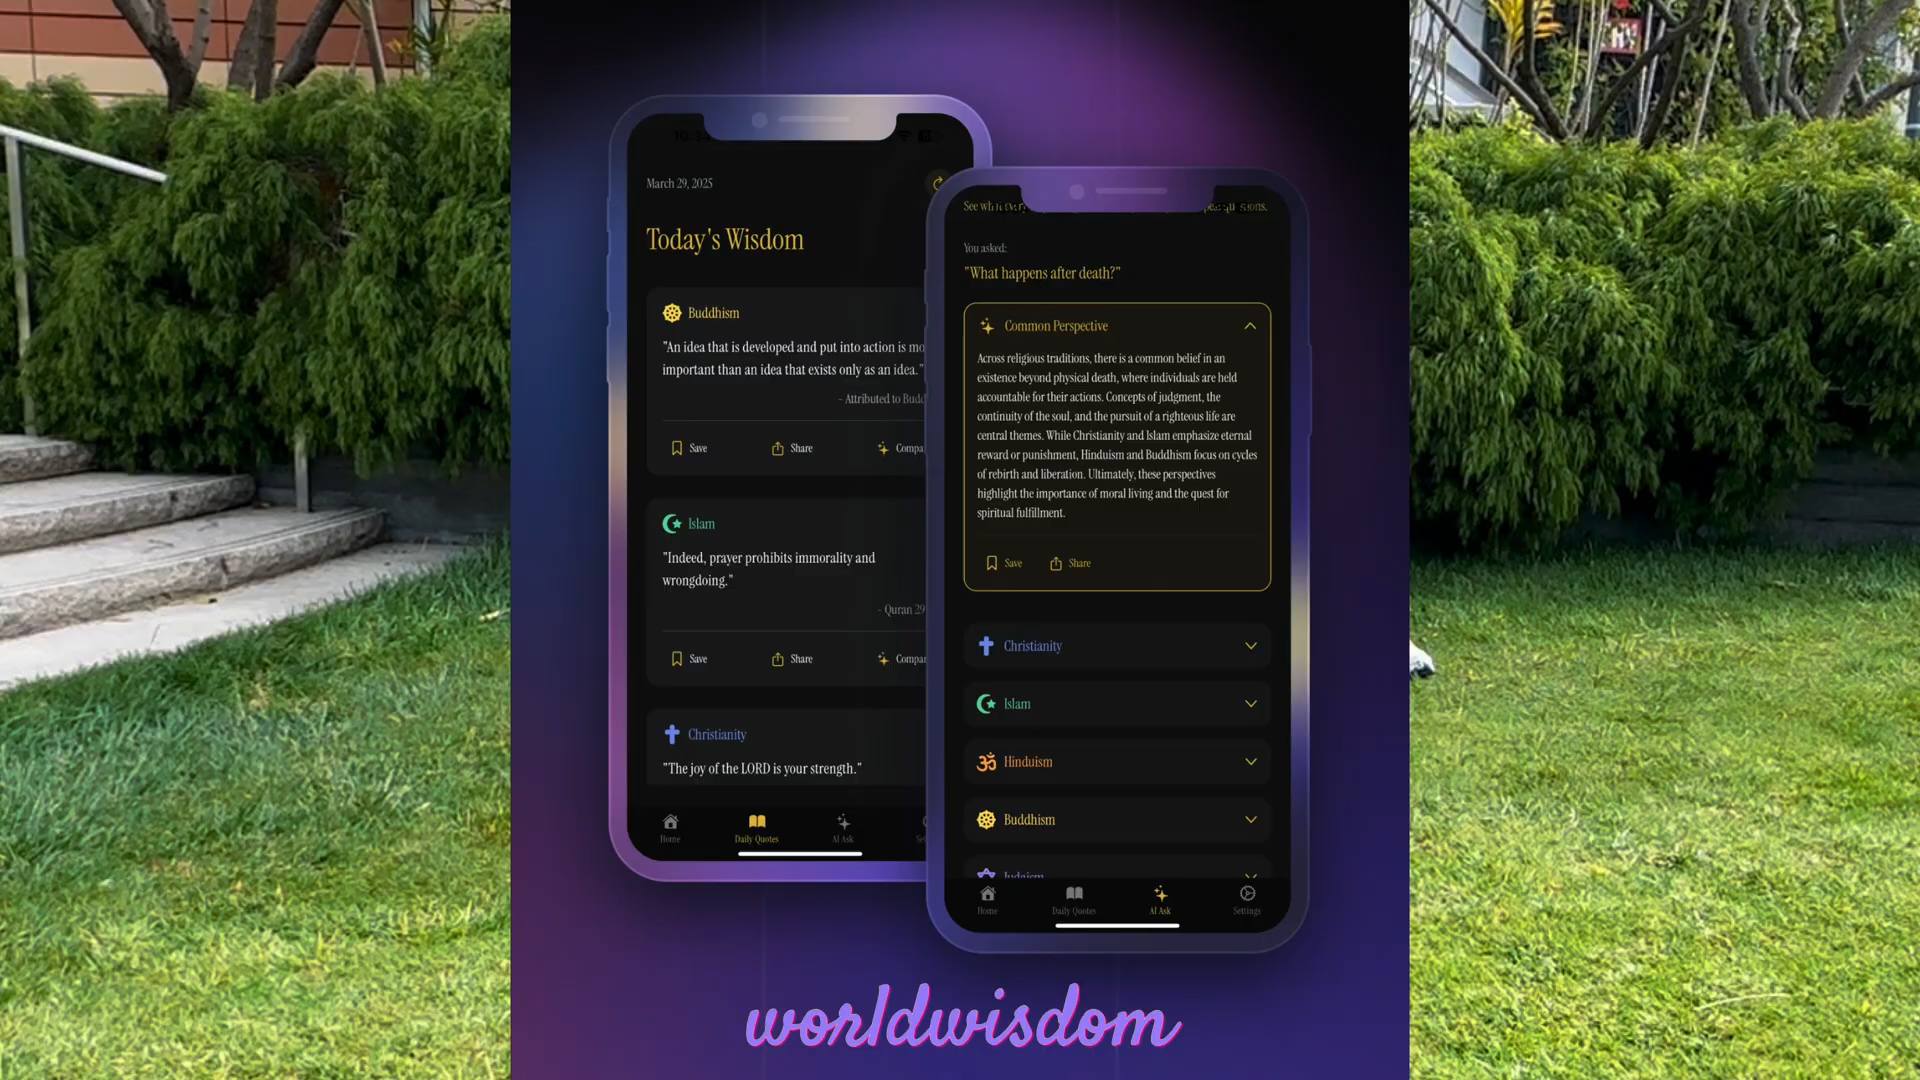 March 29, 2025
Today's Wisdom
Buddhism
"An idea that is developed and put into action is
important than an idea that exists only as an idea."
- Attributed to
Save
Share
Islam
"Indeed, prayer prohibits immorality and
wrongdoing."
- Quran 29
Save
Share
Christianity
"The joy of the LORD is your strength."
Home
Daily Quotes
AI Ask
See
You asked:
"What happens after death?"
Common Perspective
Across religious traditions, there is a common belief in an
existence beyond physical death, where individuals are held
accountable for their actions. Concepts of judgment, the
continuity of the soul, and the pursuit of a righteous life are
central themes. While Christianity and Islam emphasize eternal
reward or punishment, Hinduism and Buddhism focus on cycles
of rebirth and liberation. Ultimately, these perspectives
highlight the importance of moral living and the quest for
spiritual fulfillment.
Save
Share
Christianity
Islam
Hinduism
Buddhism
Judaism
Home
Daily Quotes
AI Ask
Settings
worldwisdom